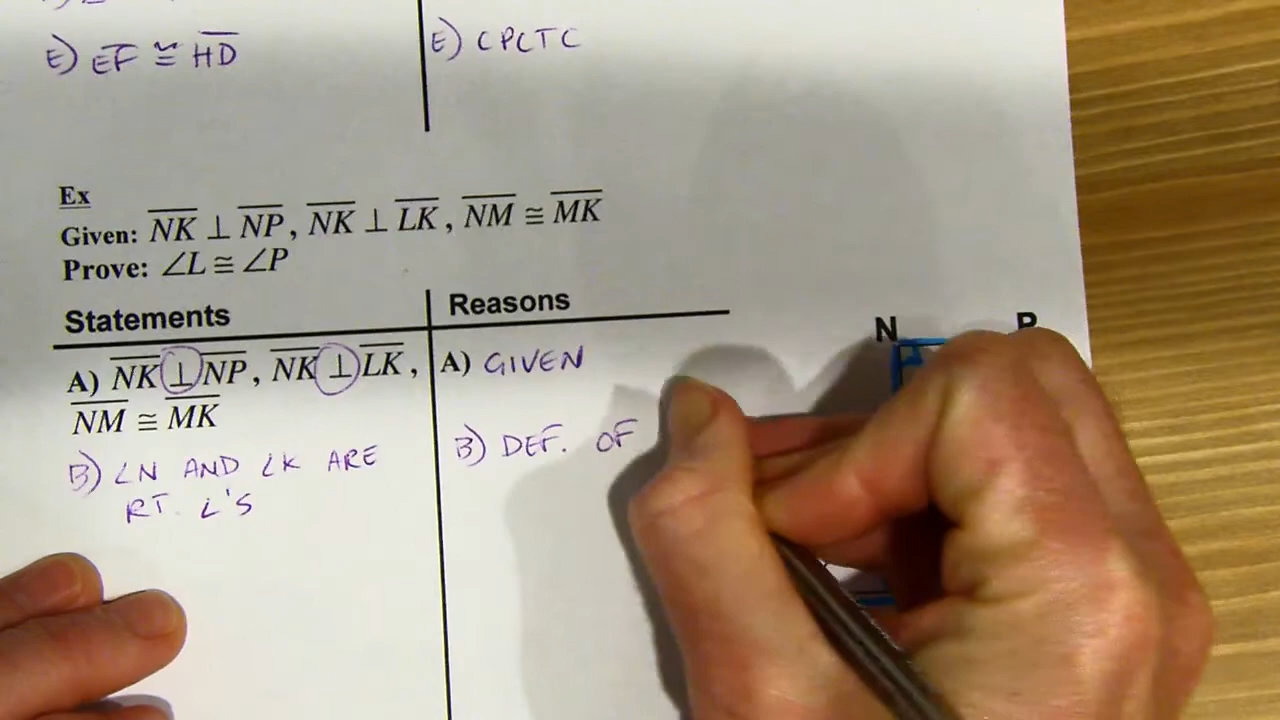 E) EF ≅ HD
E) CPCTC
Ex
Given: NK ⊥ NP, NK ⊥ LK, NM ≅ MK
Prove: ∠L ≅ ∠P
Statements
Reasons
A) NK ⊥ NP, NK ⊥ LK,
NM ≅ MK
A) GIVEN
B) ∠N AND ∠K ARE
RT. ∠'S
B) DEF. OF
N
P